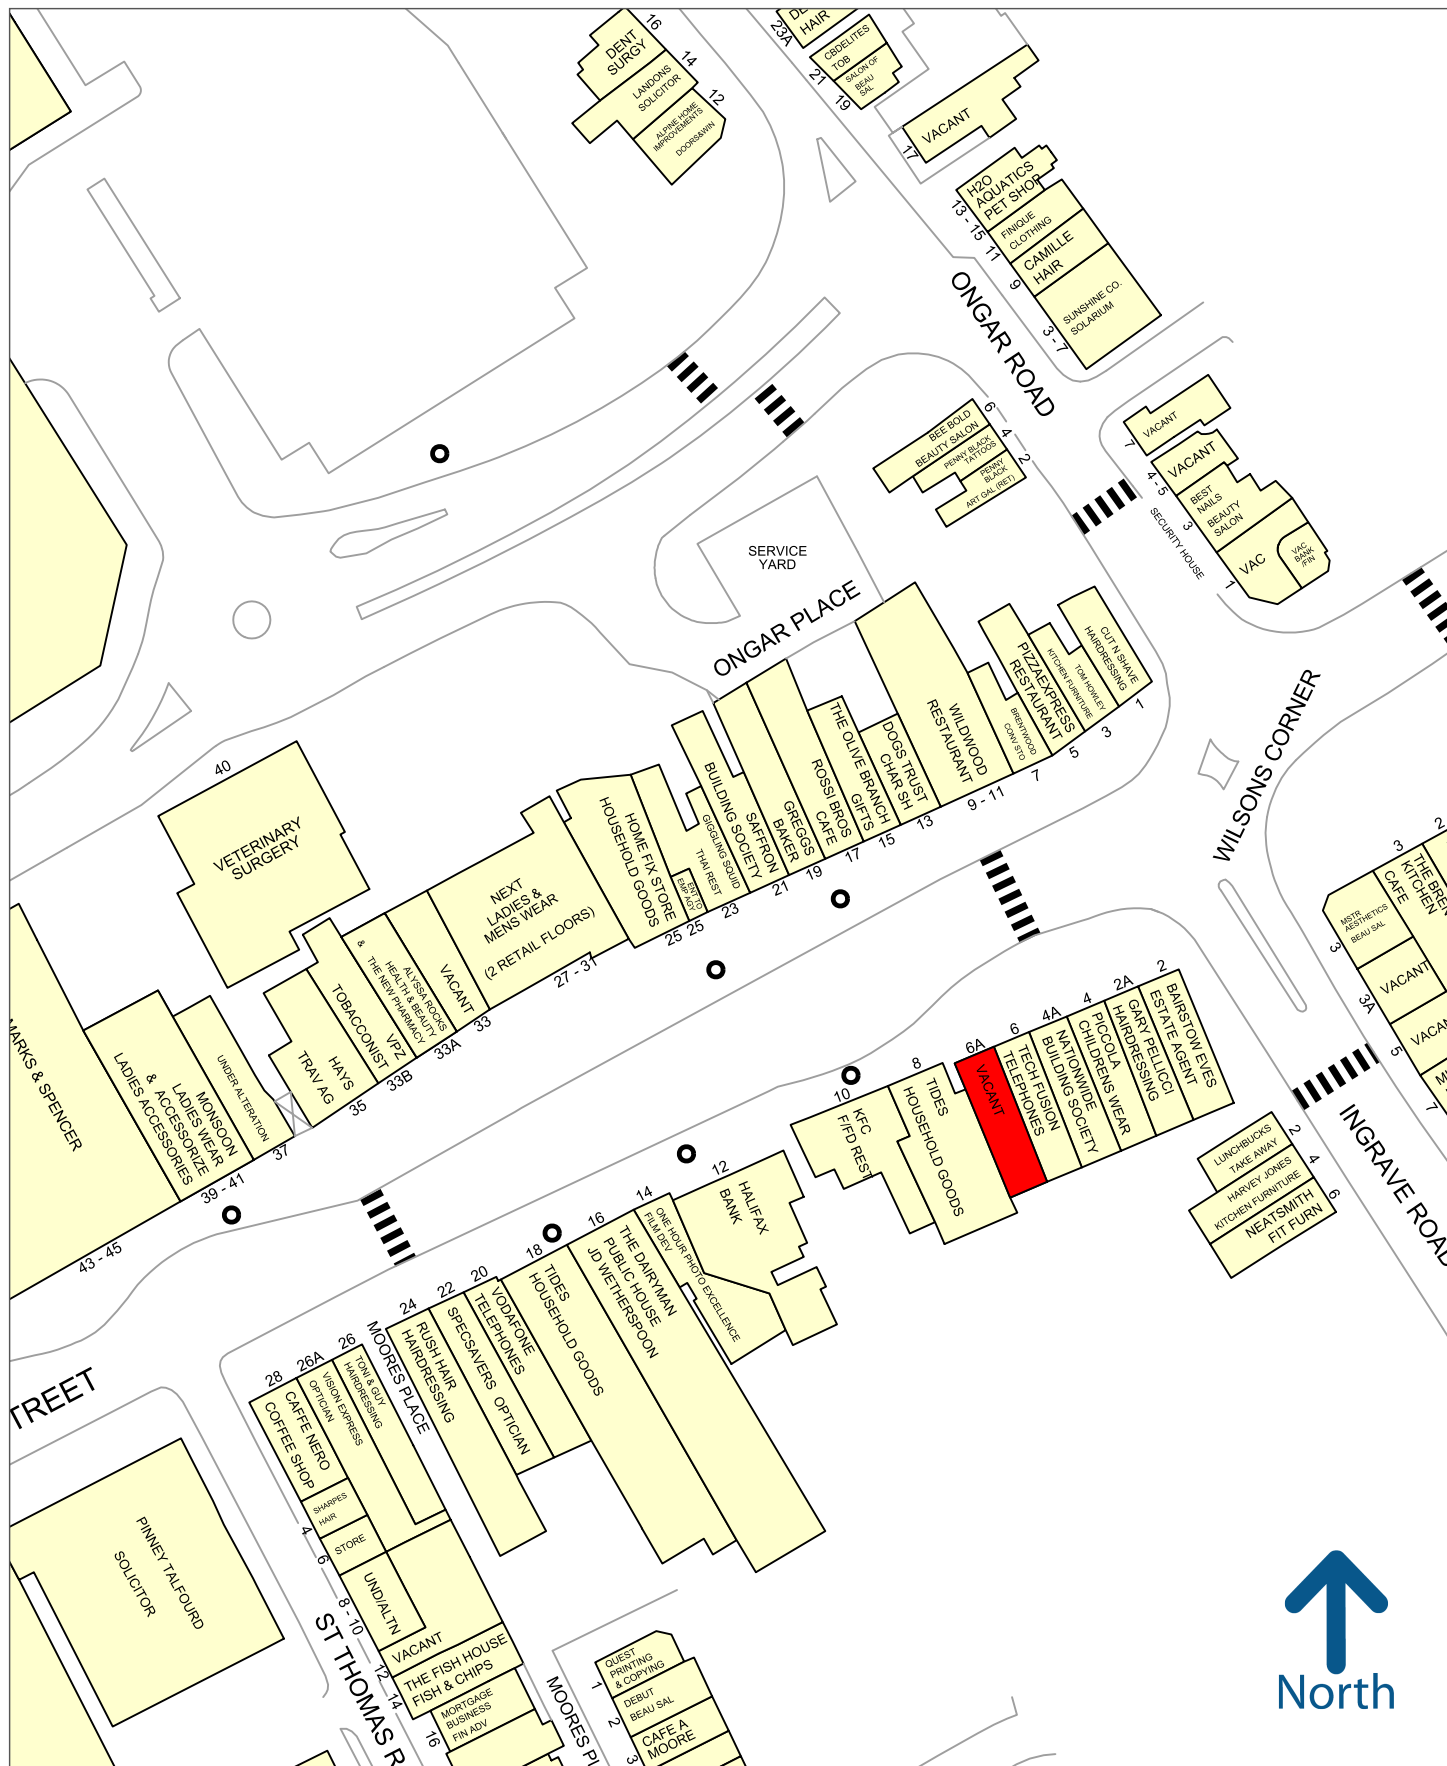 16
DENT
SURGY
14
LANDONS
SOLICITOR
12
ALPINE HOME
IMPROVEMENTS
DOORS&WIN
23A
HAIR
CBDELITES
TOB
21
SALON OF
BEAU
SAL
19
VACANT
17
H2O
AQUATICS
PET SHOP
13 - 15
FINIQUE
CLOTHING
11
CAMILLE
HAIR
9
SUNSHINE CO.
SOLARIUM
3 - 7
ONGAR ROAD
BEE BOLD
BEAUTY SALON
6
PENNY BLACK
TATTOOS
4
PENNY
BLACK
ART GAL (RET)
2
VACANT
7
VACANT
4 - 5
BEST
NAILS
BEAUTY
SALON
3
SECURITY HOUSE
VAC
1
VAC
BANK
/FIN
SERVICE
YARD
ONGAR PLACE
CUT N SHAVE
HAIRDRESSING
1
TOM HOWLEY
KITCHEN FURNITURE
3
PIZZAEXPRESS
RESTAURANT
5
BRENTWOOD
CONV STO
7
WILDWOOD
RESTAURANT
9 - 11
DOGS TRUST
CHAR SH
13
THE OLIVE BRANCH
GIFTS
15
ROSSI BROS
CAFE
17
GREGGS
BAKER
19
SAFFRON
BUILDING SOCIETY
21
GIGGLING SQUID
THAI REST
23
ENT TO
EMP AGY
25
HOME FIX STORE
HOUSEHOLD GOODS
25
NEXT
LADIES &
MENS WEAR
(2 RETAIL FLOORS)
27 - 31
VACANT
33
ALYSSA ROCKS
HEALTH & BEAUTY
& THE NEW PHARMACY
33A
VPZ
TOBACCONIST
33B
HAYS
TRAV AG
35
40
VETERINARY
SURGERY
UNDER ALTERATION
37
MONSOON
LADIES WEAR
& ACCESSORIZE
LADIES ACCESSORIES
39 - 41
MARKS & SPENCER
43 - 45
WILSONS CORNER
3
THE BREN
KITCHEN
CAFE
2
MSTR
AESTHETICS
BEAU SAL
3
VACANT
3A
VACAN
5
7
INGRAVE ROAD
2
BAIRSTOW EVES
ESTATE AGENT
2A
GARY PELLICCI
HAIRDRESSING
4
PICCOLA
CHILDRENS WEAR
4A
NATIONWIDE
BUILDING SOCIETY
6
TECH FUSION
TELEPHONES
6A
VACANT
8
TIDES
HOUSEHOLD GOODS
10
KFC
F/FD REST
12
HALIFAX
BANK
14
ONE HOUR PHOTO EXCELLENCE
FILM DEV
16
THE DAIRYMAN
PUBLIC HOUSE
JD WETHERSPOON
18
TIDES
HOUSEHOLD GOODS
20
VODAFONE
TELEPHONES
22
SPECSAVERS OPTICIAN
24
RUSH HAIR
HAIRDRESSING
MOORES PLACE
26
TONI & GUY
HAIRDRESSING
26A
VISION EXPRESS
OPTICIAN
28
CAFFE NERO
COFFEE SHOP
LUNCHBUCKS
TAKE AWAY
2
HARVEY JONES
KITCHEN FURNITURE
4
NEATSMITH
FIT FURN
6
TREET
PINNEY TALFOURD
SOLICITOR
SHARPES
HAIR
4
STORE
6
UND/ALTN
8 - 10
VACANT
12
THE FISH HOUSE
FISH & CHIPS
14
MORTGAGE
BUSINESS
FIN ADV
16
ST THOMAS R
MOORES PL
QUEST
PRINTING
& COPYING
1
DEBUT
BEAU SAL
2
CAFE A
MOORE
3
North